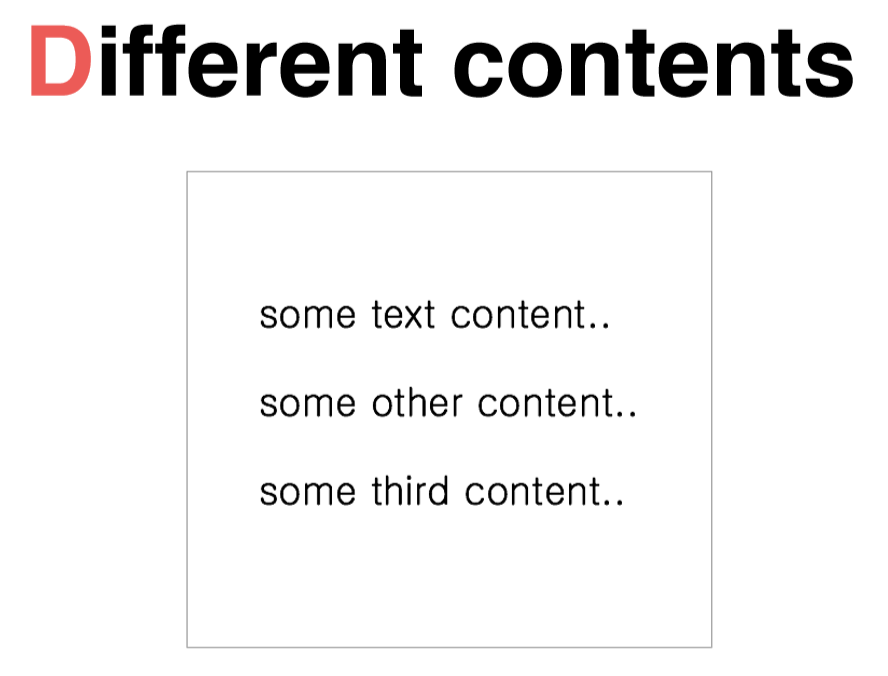 Different contents
some text content..
some other content..
some third content..